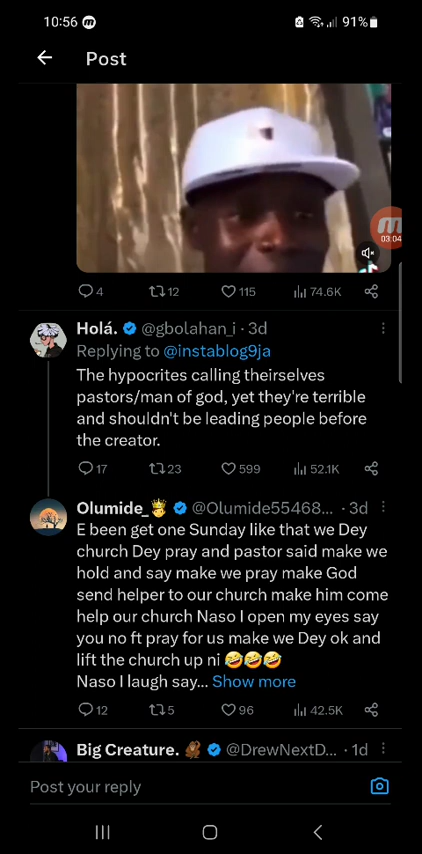 10:56
91%
Post
03:04
4 12 115 74.6K
Holá. @gbolahan_i · 3d
Replying to @instablog9ja
The hypocrites calling theirselves
pastors/man of god, yet they're terrible
and shouldn't be leading people before
the creator.
17 23 599 52.1K
Olumide_🤴 @Olumide55468... · 3d
E been get one Sunday like that we Dey
church Dey pray and pastor said make we
hold and say make we pray make God
send helper to our church make him come
help our church Naso I open my eyes say
you no ft pray for us make we Dey ok and
lift the church up ni 🤣🤣🤣
Naso I laugh say... Show more
12 5 96 42.5K
Big Creature. @DrewNextD... · 1d
Post your reply